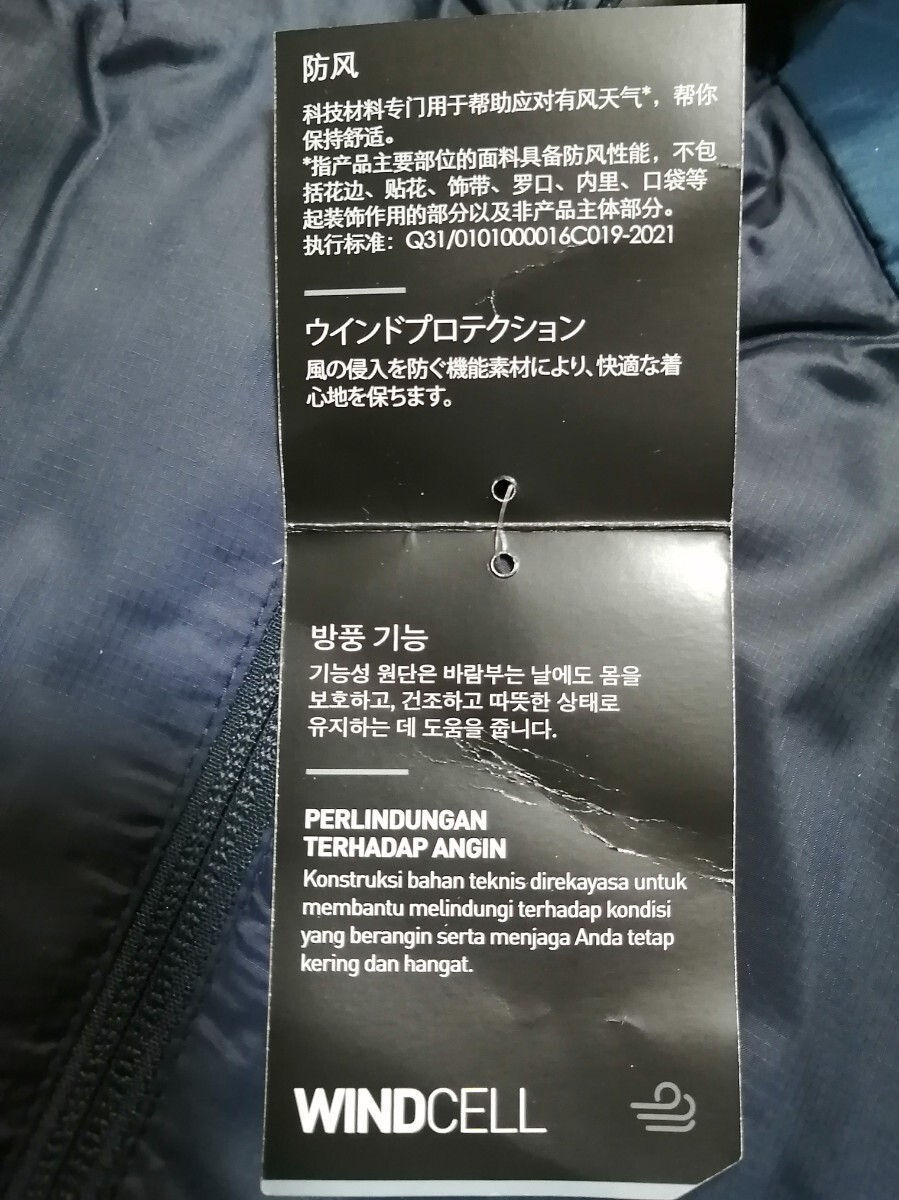 防风
科技材料专门用于帮助应对有风天气*，帮你
保持舒适。
*指产品主要部位的面料具备防风性能，不包
括花边、贴花、饰带、罗口、内里、口袋等
起装饰作用的部分以及非产品主体部分。
执行标准：Q31/0101000016C019-2021
ウインドプロテクション
風の侵入を防ぐ機能素材により、快適な着
心地を保ちます。
방풍 기능
기능성 원단은 바람부는 날에도 몸을
보호하고, 건조하고 따뜻한 상태로
유지하는 데 도움을 줍니다.
PERLINDUNGAN
TERHADAP ANGIN
Konstruksi bahan teknis direkayasa untuk
membantu melindungi terhadap kondisi
yang berangin serta menjaga Anda tetap
kering dan hangat.
WINDCELL